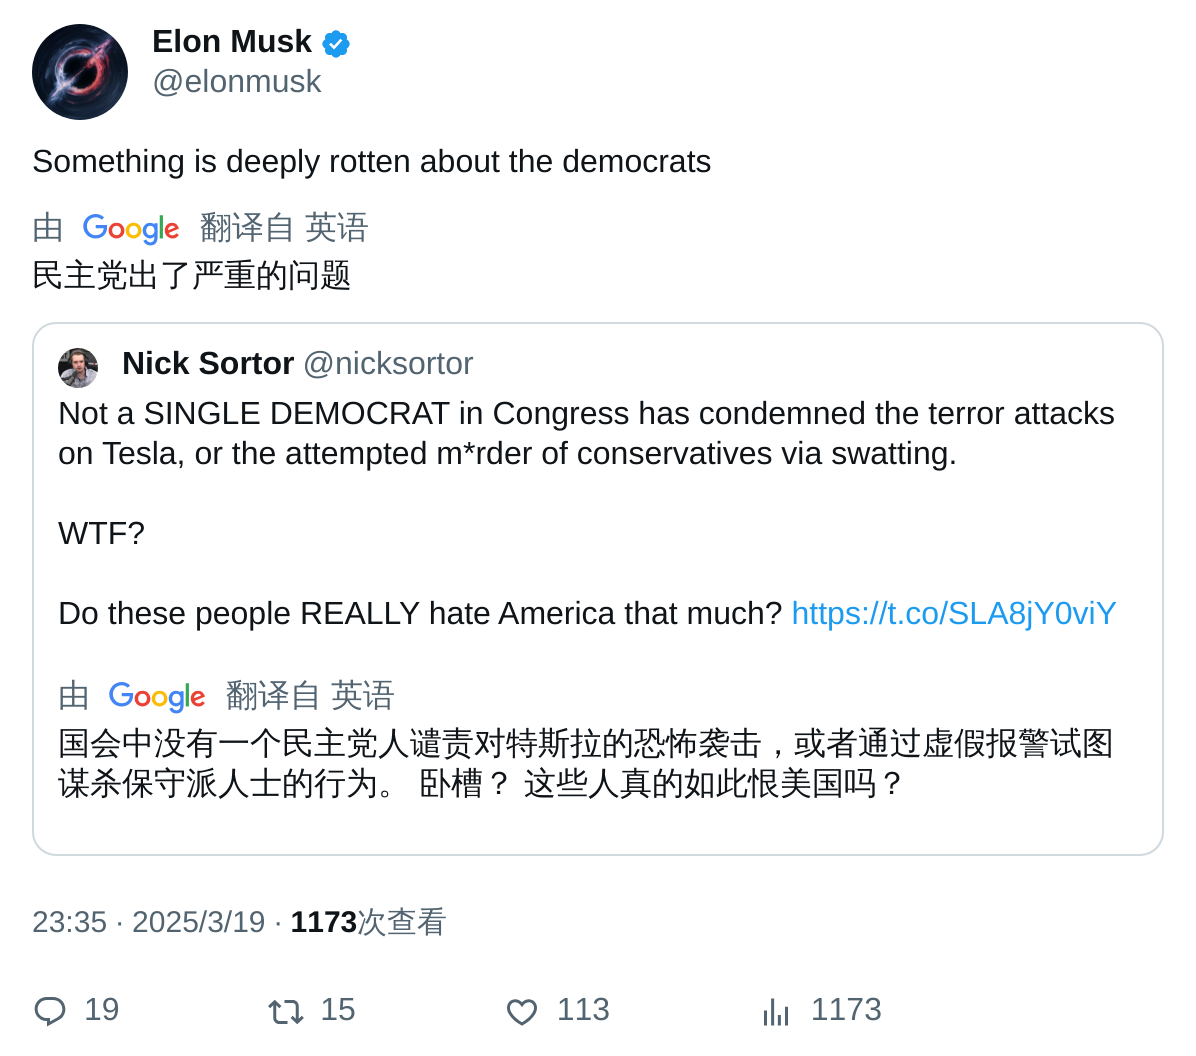 Elon Musk
@elonmusk
Something is deeply rotten about the democrats
由 Google 翻译自 英语
民主党出了严重的问题
Nick Sortor @nicksortor
Not a SINGLE DEMOCRAT in Congress has condemned the terror attacks
on Tesla, or the attempted m*rder of conservatives via swatting.
WTF?
Do these people REALLY hate America that much? https://t.co/SLA8jY0viY
由 Google 翻译自 英语
国会中没有一个民主党人谴责对特斯拉的恐怖袭击，或者通过虚假报警试图
谋杀保守派人士的行为。 卧槽？ 这些人真的如此恨美国吗？
23:35 · 2025/3/19 · 1173次查看
19 15 113 1173